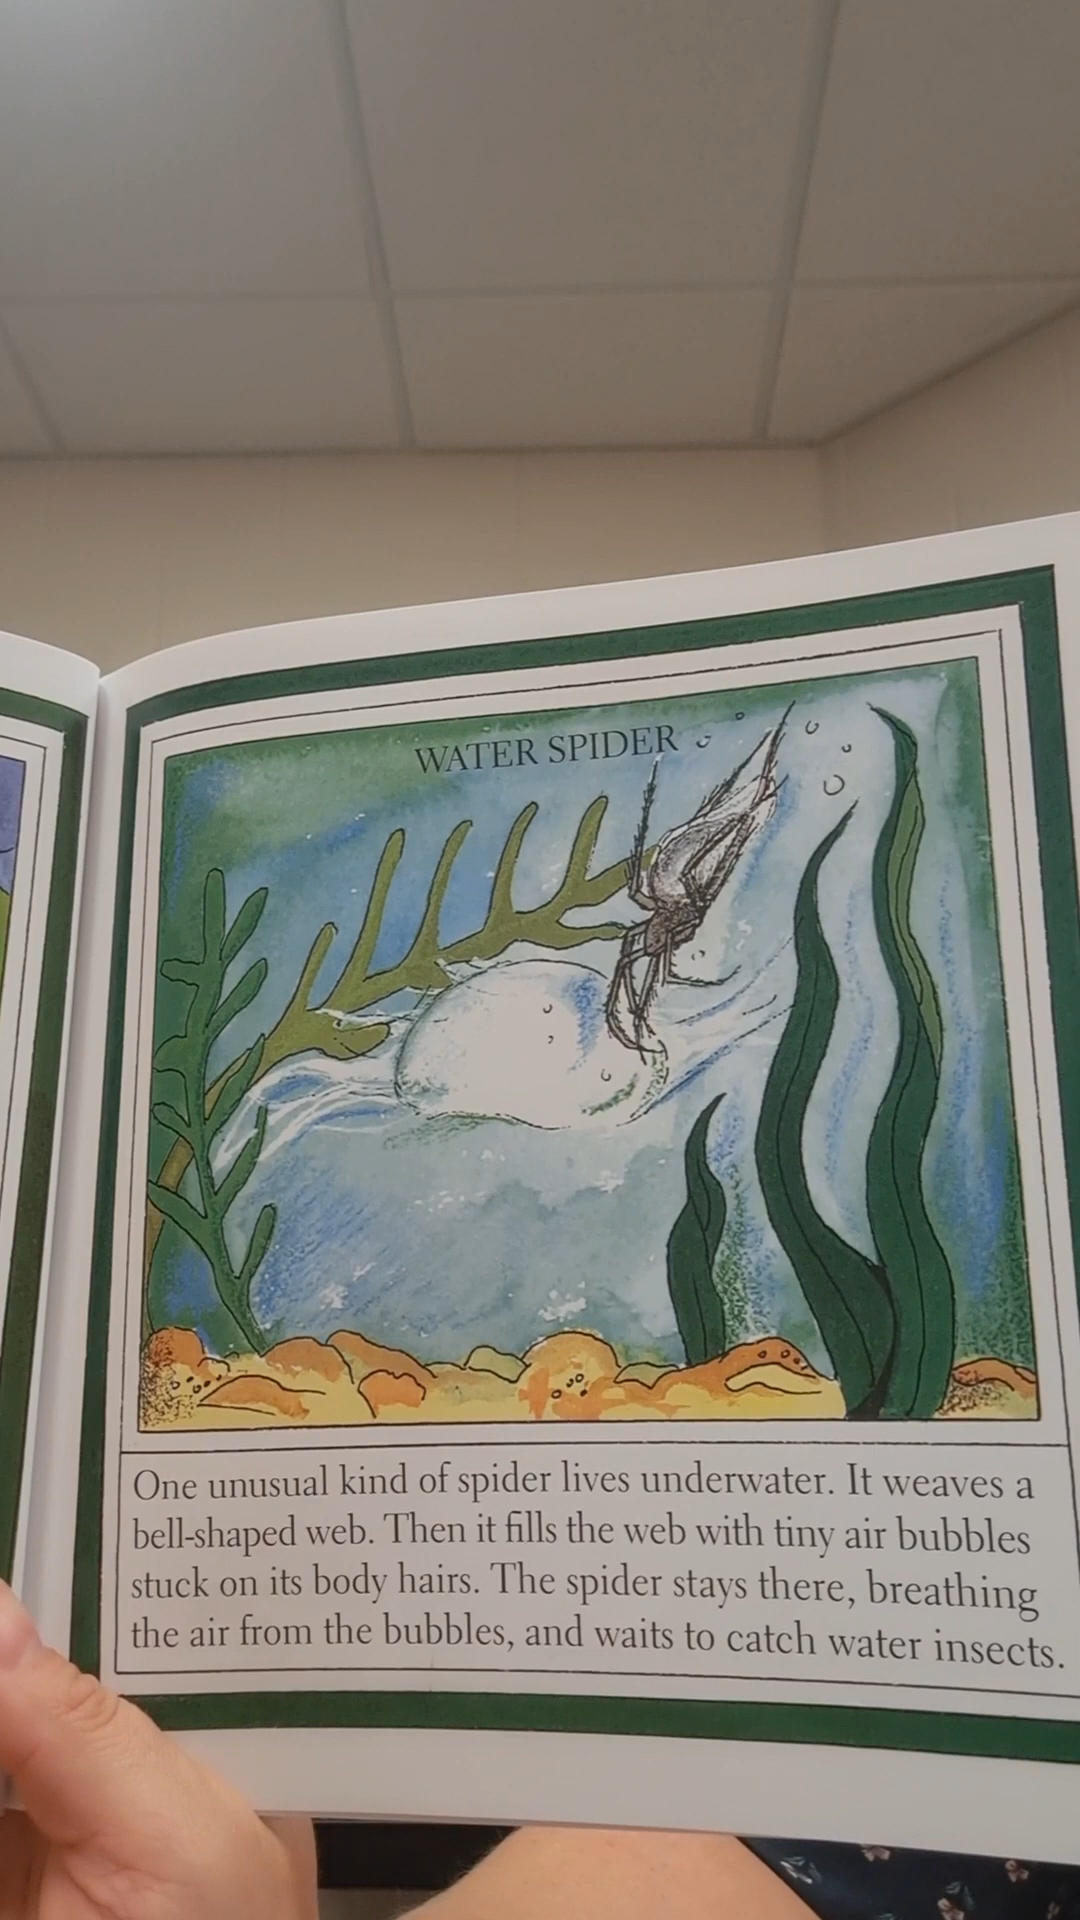 WATER SPIDER
One unusual kind of spider lives underwater. It weaves a
bell-shaped web. Then it fills the web with tiny air bubbles
stuck on its body hairs. The spider stays there, breathing
the air from the bubbles, and waits to catch water insects.